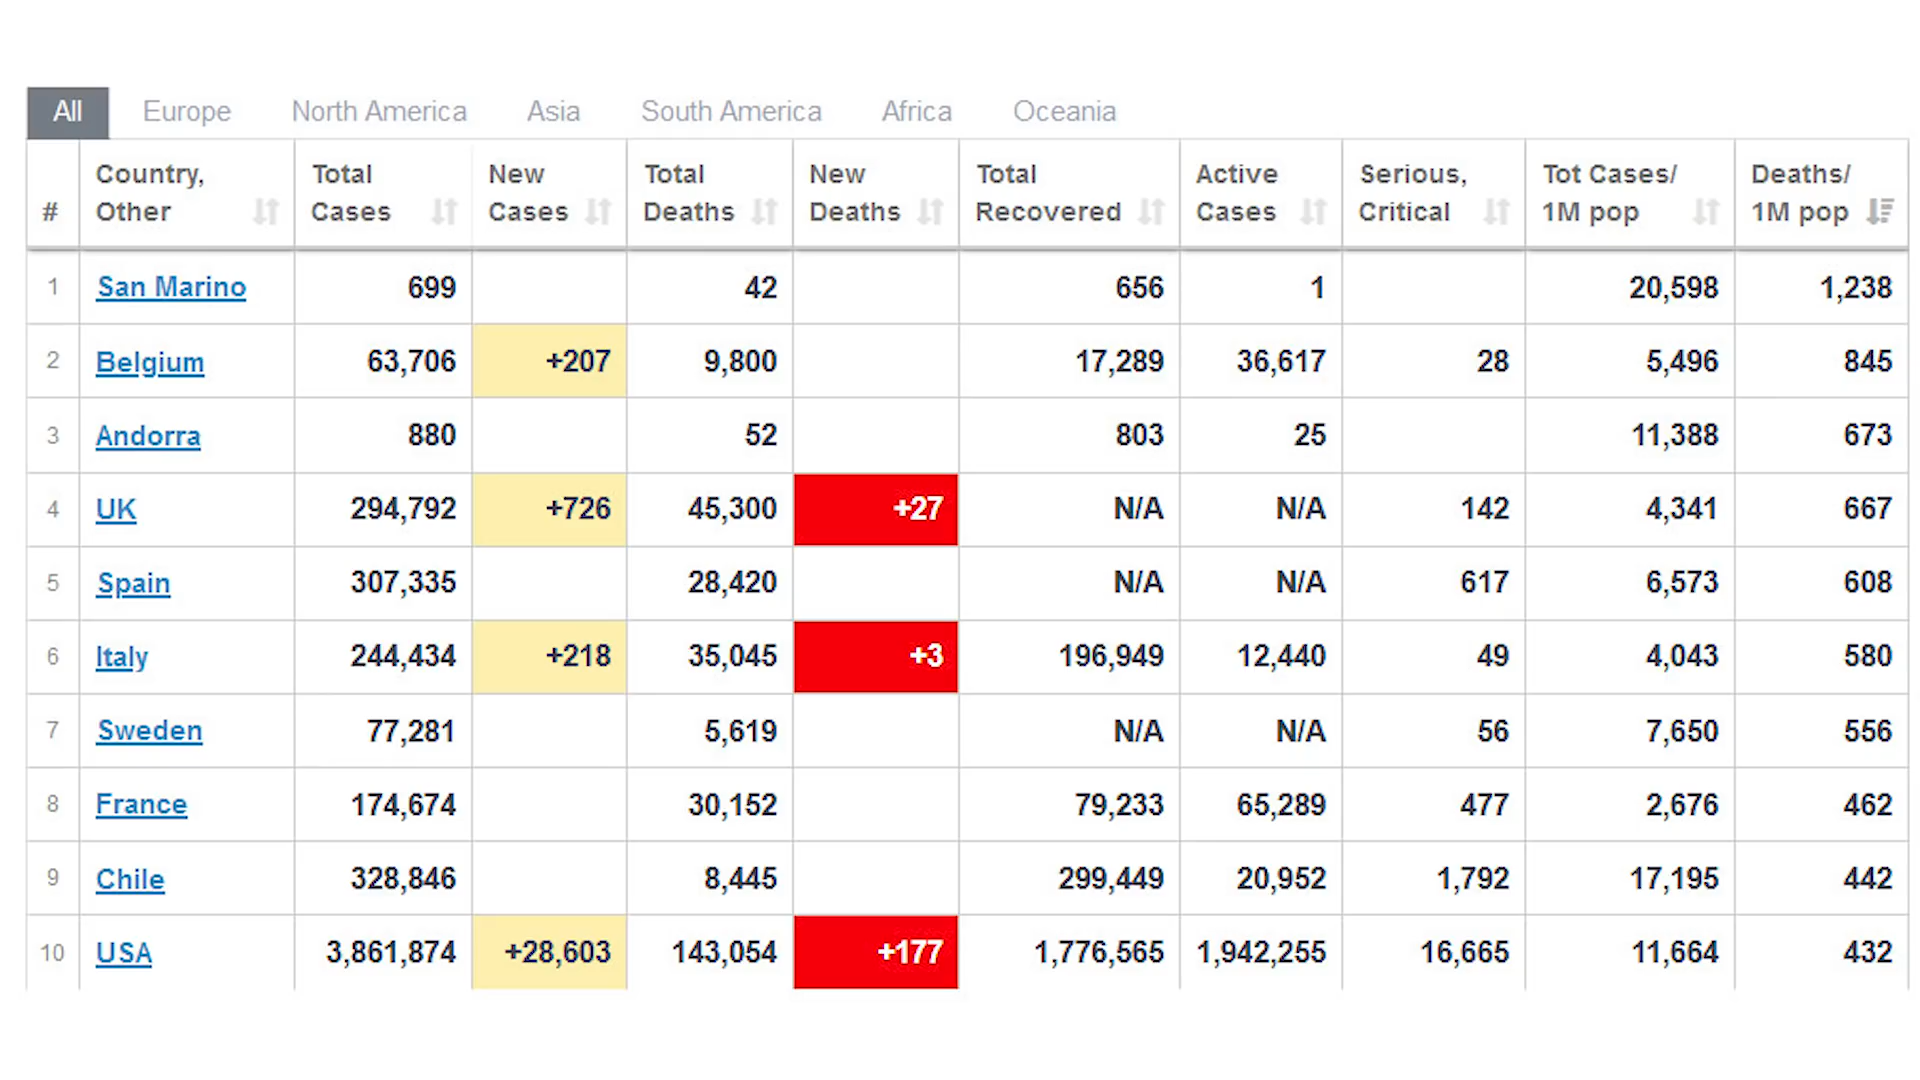 All Europe North America Asia South America Africa Oceania
# Country, Other Total Cases New Cases Total Deaths New Deaths Total Recovered Active Cases Serious, Critical Tot Cases/ 1M pop Deaths/ 1M pop
1 San Marino 699 42 656 1 20,598 1,238
2 Belgium 63,706 +207 9,800 17,289 36,617 28 5,496 845
3 Andorra 880 52 803 25 11,388 673
4 UK 294,792 +726 45,300 +27 N/A N/A 142 4,341 667
5 Spain 307,335 28,420 N/A N/A 617 6,573 608
6 Italy 244,434 +218 35,045 +3 196,949 12,440 49 4,043 580
7 Sweden 77,281 5,619 N/A N/A 56 7,650 556
8 France 174,674 30,152 79,233 65,289 477 2,676 462
9 Chile 328,846 8,445 299,449 20,952 1,792 17,195 442
10 USA 3,861,874 +28,603 143,054 +177 1,776,565 1,942,255 16,665 11,664 432